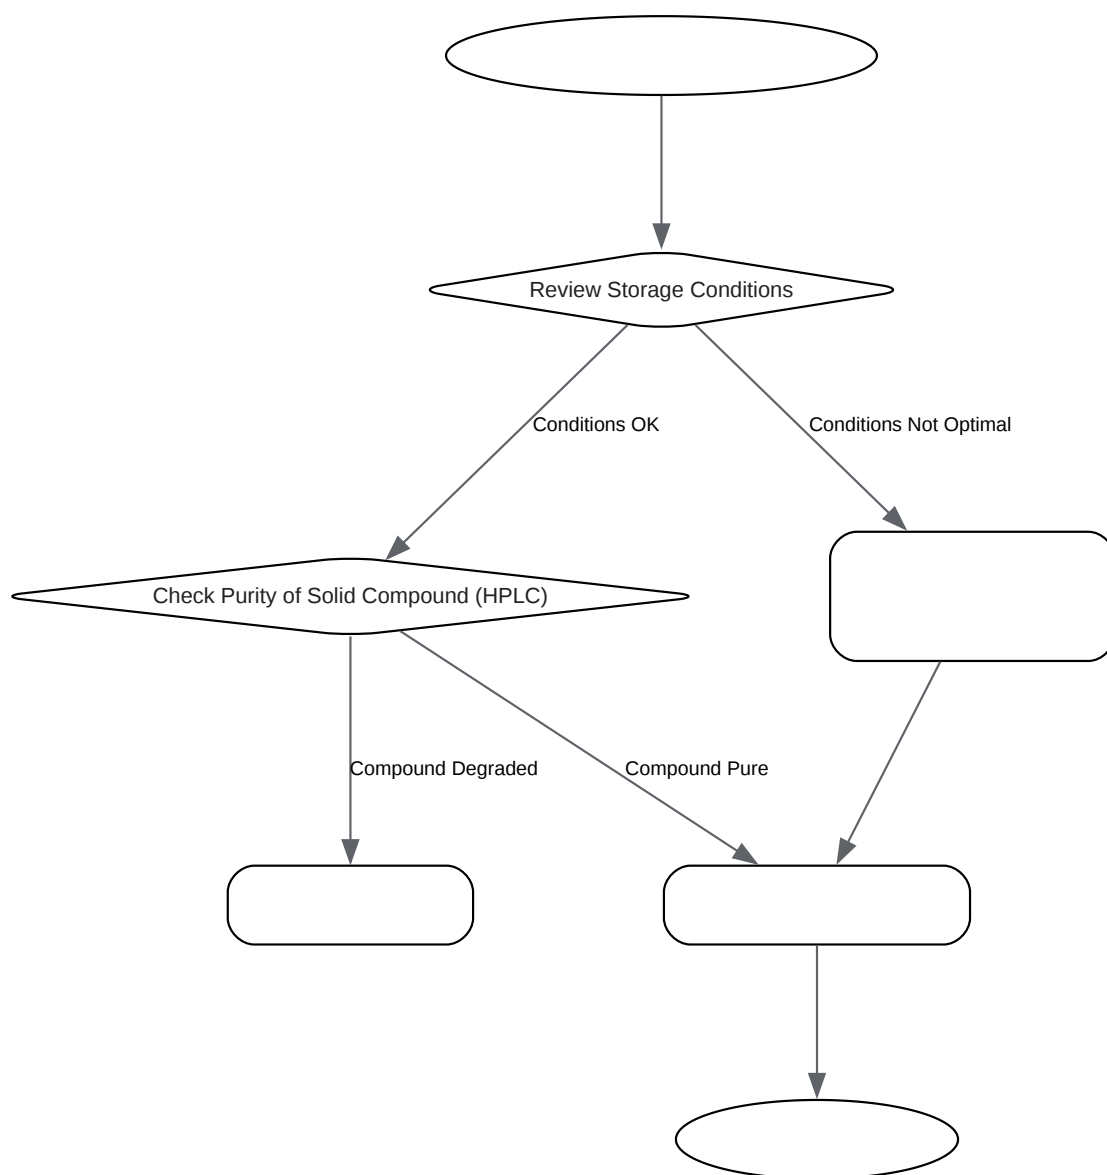 Review Storage Conditions
Conditions OK
Conditions Not Optimal
Check Purity of Solid Compound (HPLC)
Compound Degraded
Compound Pure